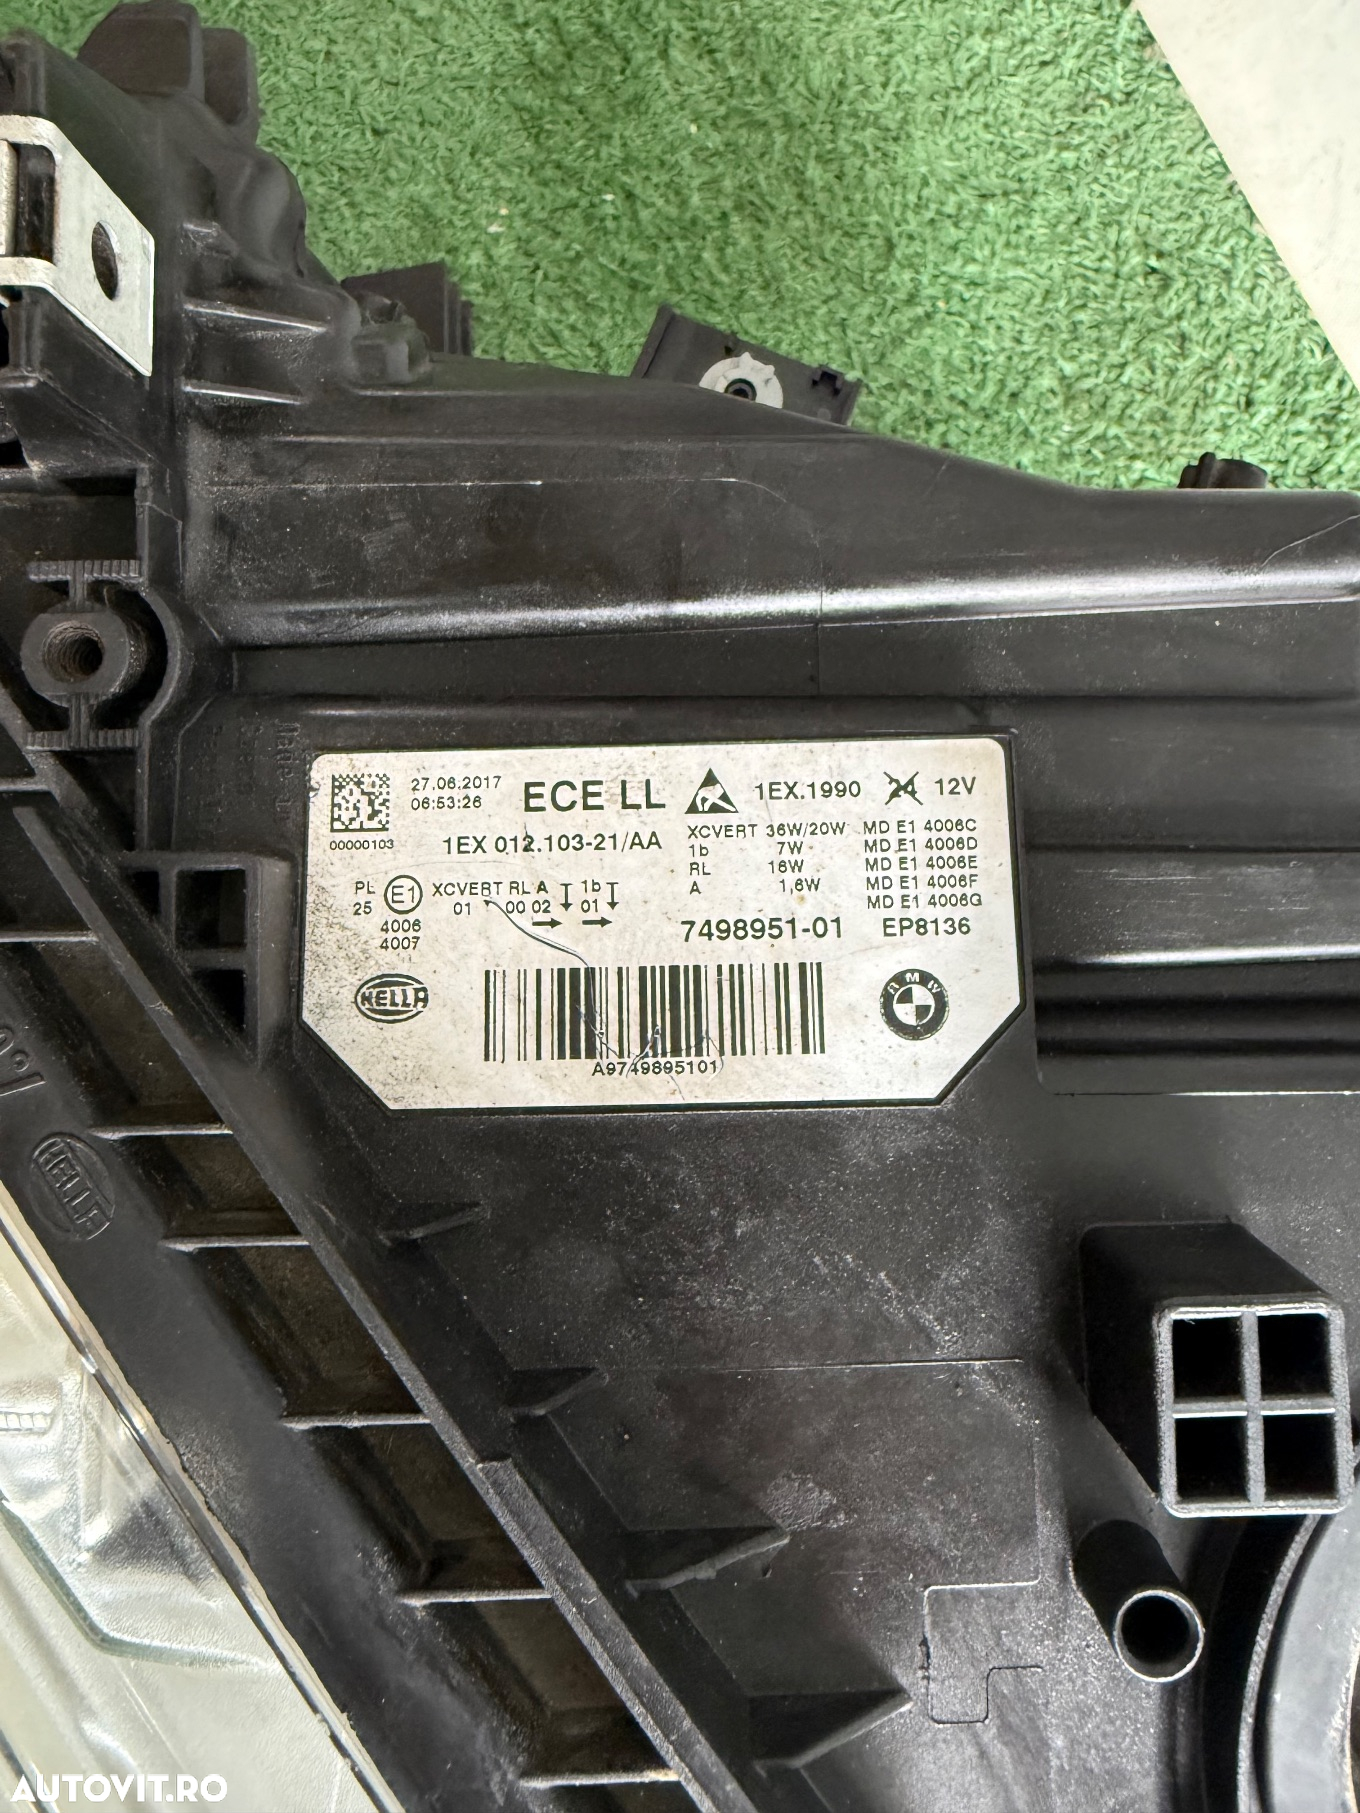 27.06.2017
06:53:26
ECE LL
1EX.1990 24 12V
00000103
1EX 012.103-21/AA
XCVERT 36W/20W MD E1 4006C
1b 7W MD E1 4006D
RL 16W MD E1 4006E
A 1,6W MD E1 4006F
MD E1 4006G
PL
25
E1
4006
4007
XCVERT RL A 1b
01 00 02 01
7498951-01 EP8136
HELLA
BMW
A9749895101
HELLA
Made in
AUTOVIT.RO